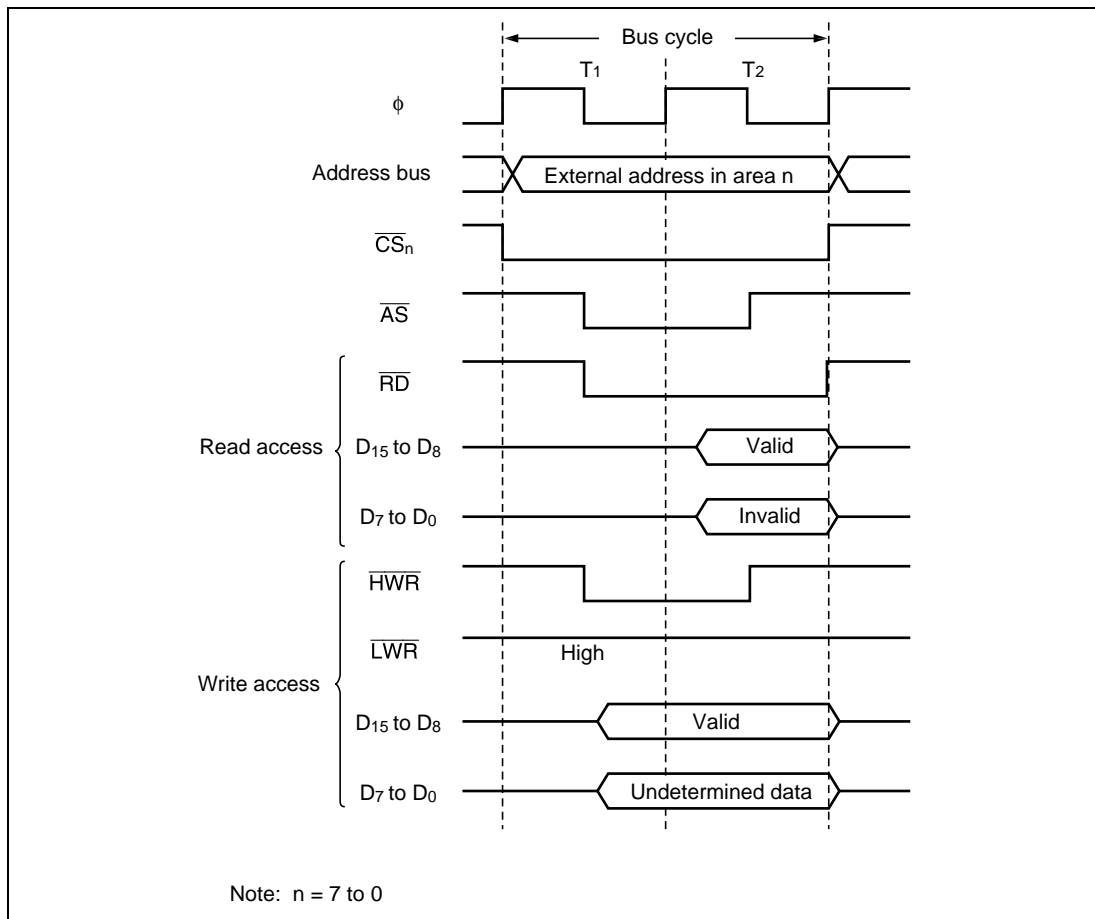 Bus cycle
T1
T2
ϕ
Address bus
External address in area n
CSn
AS
RD
Read access
D15 to D8
Valid
D7 to D0
Invalid
HWR
LWR
High
Write access
D15 to D8
Valid
D7 to D0
Undetermined data
Note: n = 7 to 0